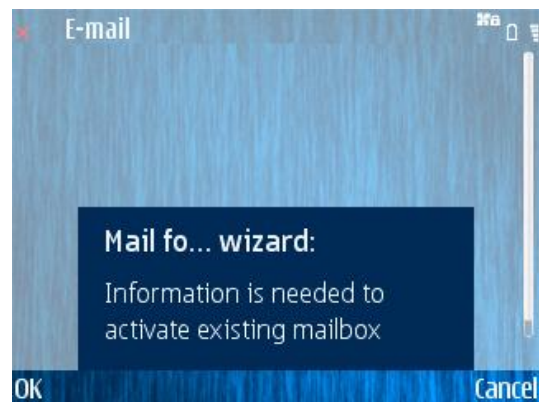 E-mail
Mail fo... wizard:
Information is needed to
activate existing mailbox
OK Cancel